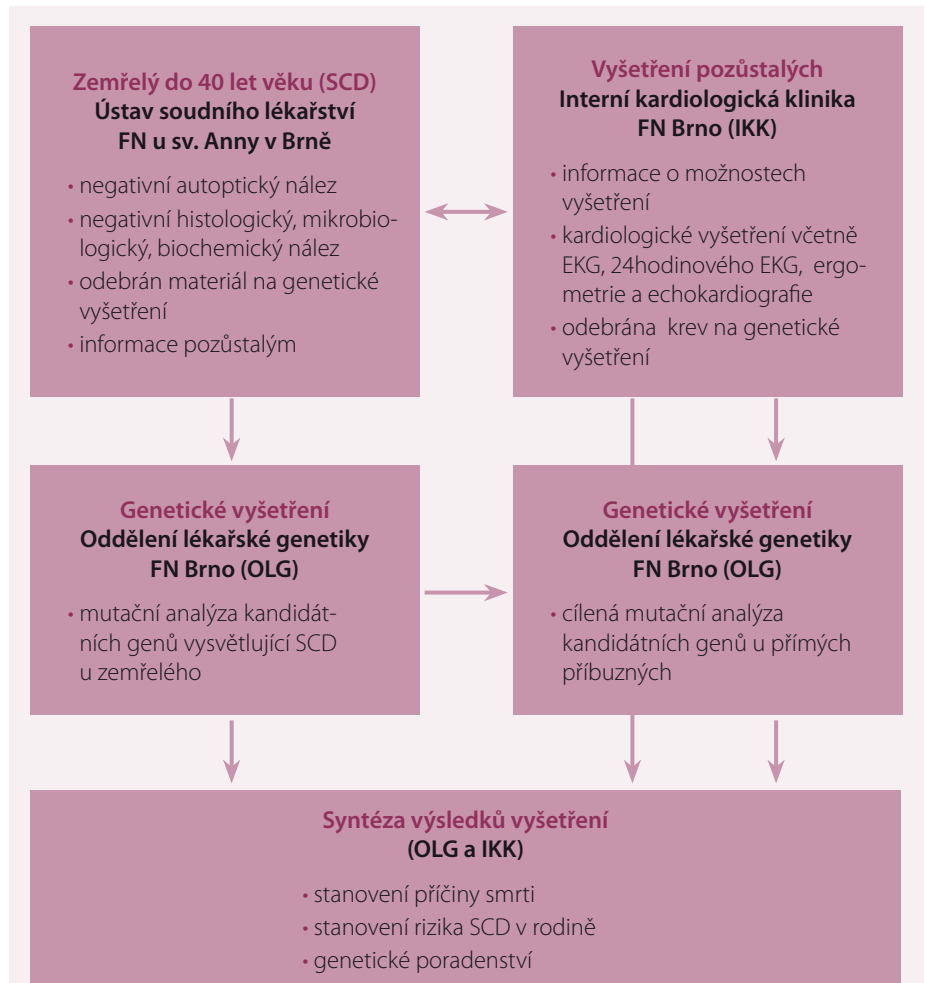 Zemřelý do 40 let věku (SCD)
Ústav soudního lékařství
FN u sv. Anny v Brně
• negativní autoptický nález
• negativní histologický, mikrobio-
logický, biochemický nález
• odebrán materiál na genetické
vyšetření
• informace pozůstalým
Vyšetření pozůstalých
Interní kardiologická klinika
FN Brno (IKK)
• informace o možnostech
vyšetření
• kardiologické vyšetření včetně
EKG, 24hodinového EKG, ergo-
metrie a echokardiografie
• odebrána krev na genetické
vyšetření
Genetické vyšetření
Oddělení lékařské genetiky
FN Brno (OLG)
• mutační analýza kandidát-
ních genů vysvětlující SCD
u zemřelého
Genetické vyšetření
Oddělení lékařské genetiky
FN Brno (OLG)
• cílená mutační analýza
kandidátních genů u přímých
příbuzných
Syntéza výsledků vyšetření
(OLG a IKK)
• stanovení příčiny smrti
• stanovení rizika SCD v rodině
• genetické poradenství